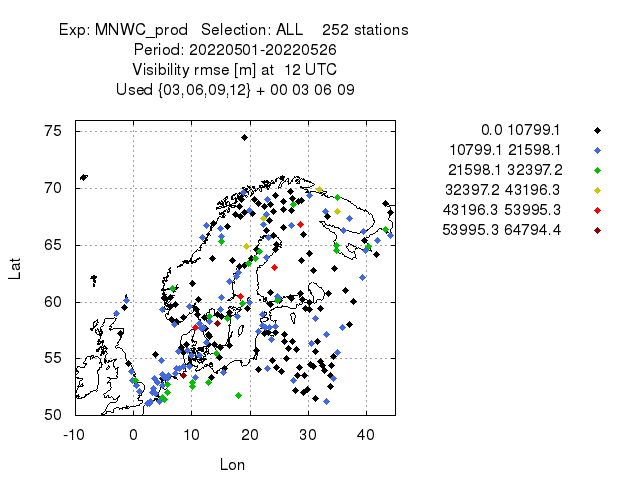 Exp: MNWC_prod Selection: ALL 252 stations
Period: 20220501-20220526
Visibility rmse [m] at 12 UTC
Used {03,06,09,12} + 00 03 06 09
75
70
65
60
55
50
Lat
-10 0 10 20 30 40
Lon
0.0 10799.1
10799.1 21598.1
21598.1 32397.2
32397.2 43196.3
43196.3 53995.3
53995.3 64794.4